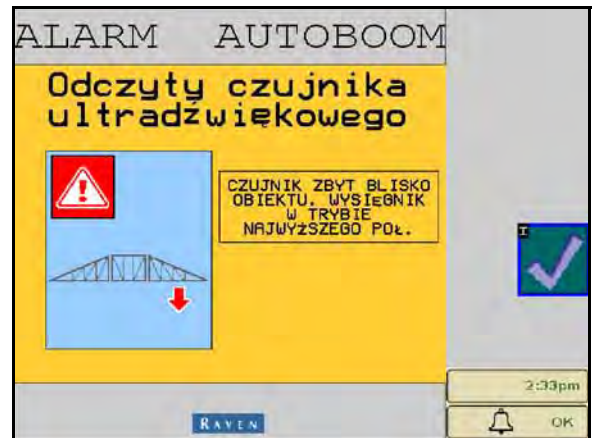 ALARM AUTOBOOM
Odczyty czujnika
ultradźwiękowego
CZUJNIK ZBYT BLISKO
OBIEKTU. WYSIĘGNIK
W TRYBIE
NAJWYŻSZEGO POŁ.
I
2:33pm
RAVEN
OK